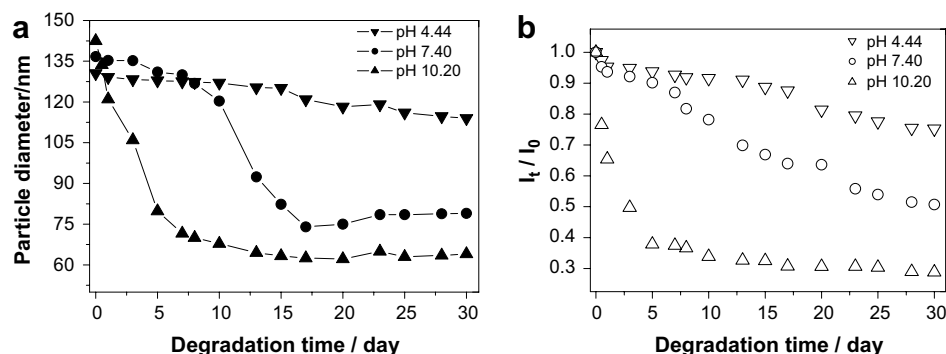 a
Particle diameter/nm
150
135
120
105
90
75
60
pH 4.44
pH 7.40
pH 10.20
0 5 10 15 20 25 30
Degradation time / day
b
I_t / I_0
1.0
0.9
0.8
0.7
0.6
0.5
0.4
0.3
pH 4.44
pH 7.40
pH 10.20
0 5 10 15 20 25 30
Degradation time / day